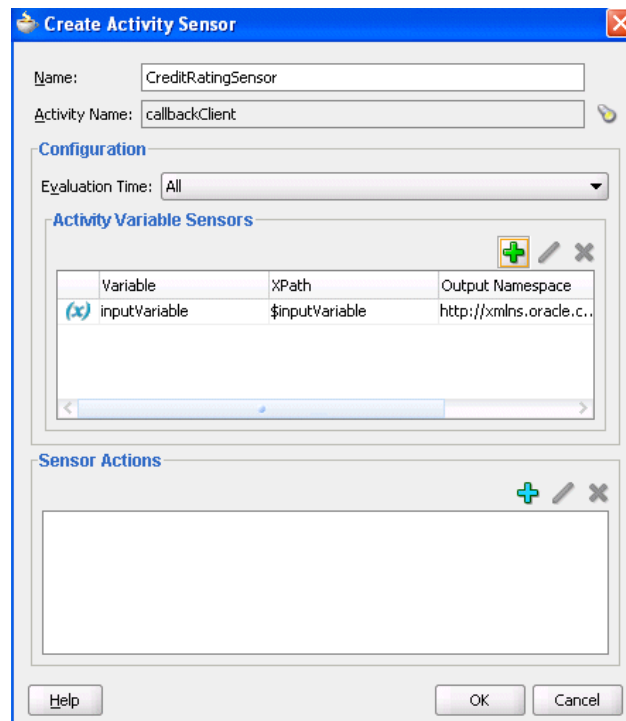 Create Activity Sensor
Name: CreditRatingSensor
Activity Name: callbackClient
Configuration
Evaluation Time: All
Activity Variable Sensors
Variable XPath Output Namespace
(x) inputVariable $inputVariable http://xmlns.oracle.c..
Sensor Actions
Help OK Cancel